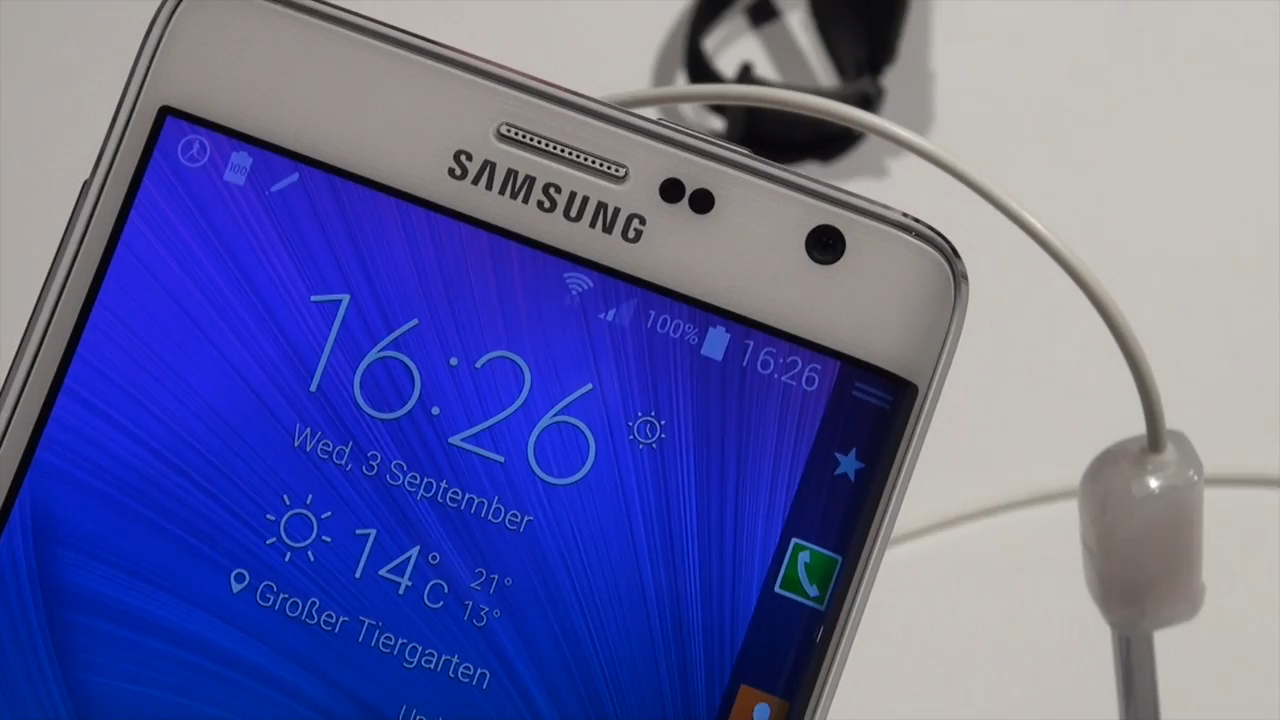 SAMSUNG
100
100% 16:26
16:26
Wed, 3 September
14°C
21°
13°
Großer Tiergarten